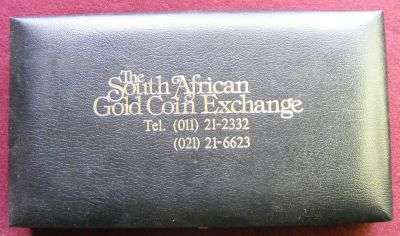 The
South African
Gold Coin Exchange
Tel. (011) 21-2332
(021) 21-6623